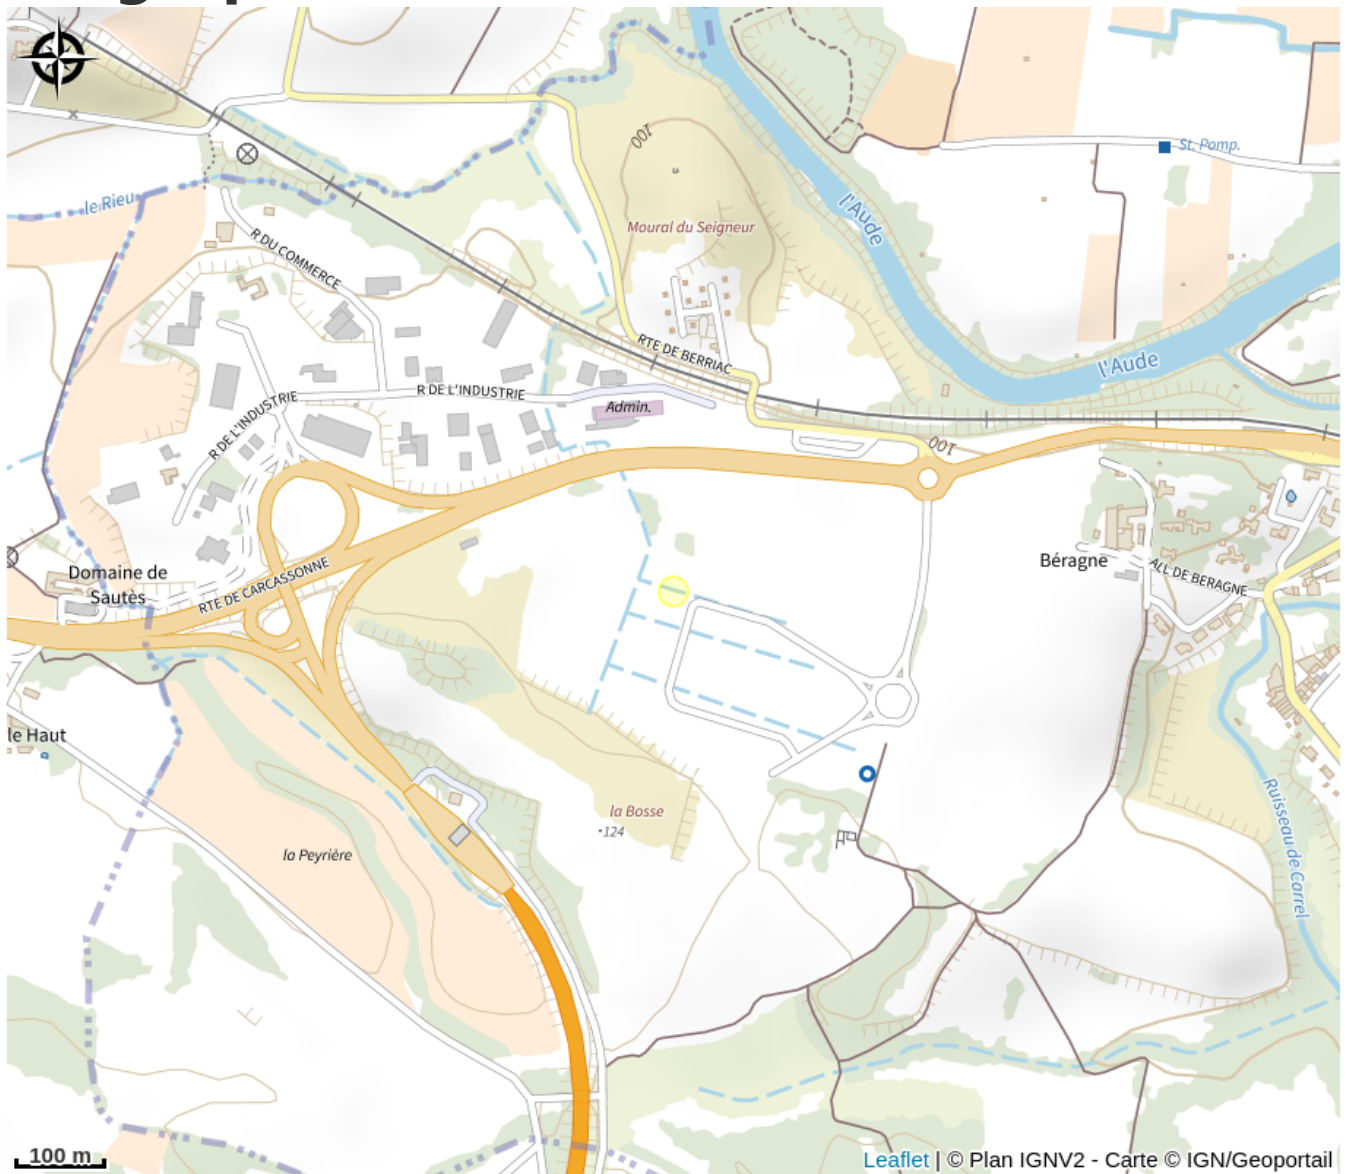 St. Pomp.
le Rieu
l'Aude
100
Moural du Seigneur
R DU COMMERCE
RTE DE BERRIAC
l'Aude
R DE L'INDUSTRIE
Admin.
R DE L'INDUSTRIE
100
Béragne
ALL DE BERAGNE
Domaine de
Sautès
RTE DE CARCASSONNE
le Haut
la Bosse
124
la Peyrière
Ruisseau de Carrel
100 m
Leaflet | © Plan IGNV2 - Carte © IGN/Geoportail